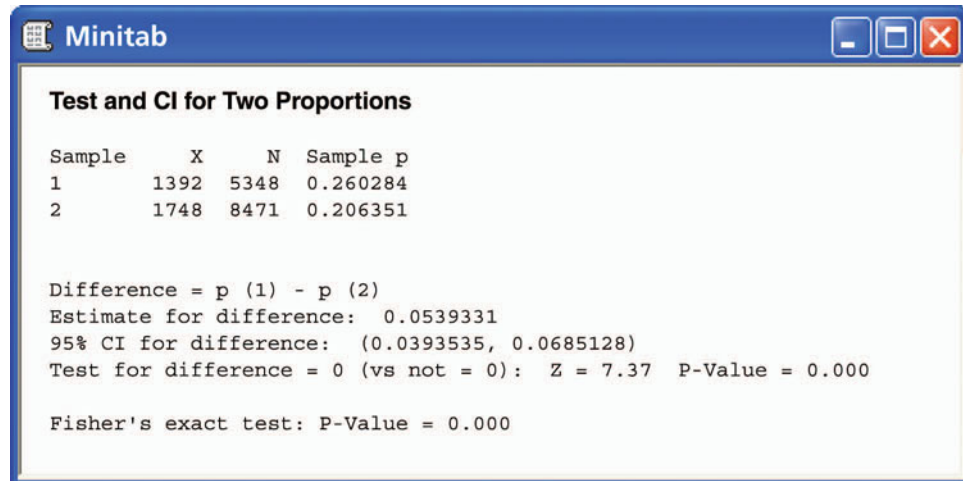 Minitab
Test and CI for Two Proportions
Sample X N Sample p
1 1392 5348 0.260284
2 1748 8471 0.206351
Difference = p (1) - p (2)
Estimate for difference: 0.0539331
95% CI for difference: (0.0393535, 0.0685128)
Test for difference = 0 (vs not = 0): Z = 7.37 P-Value = 0.000
Fisher's exact test: P-Value = 0.000